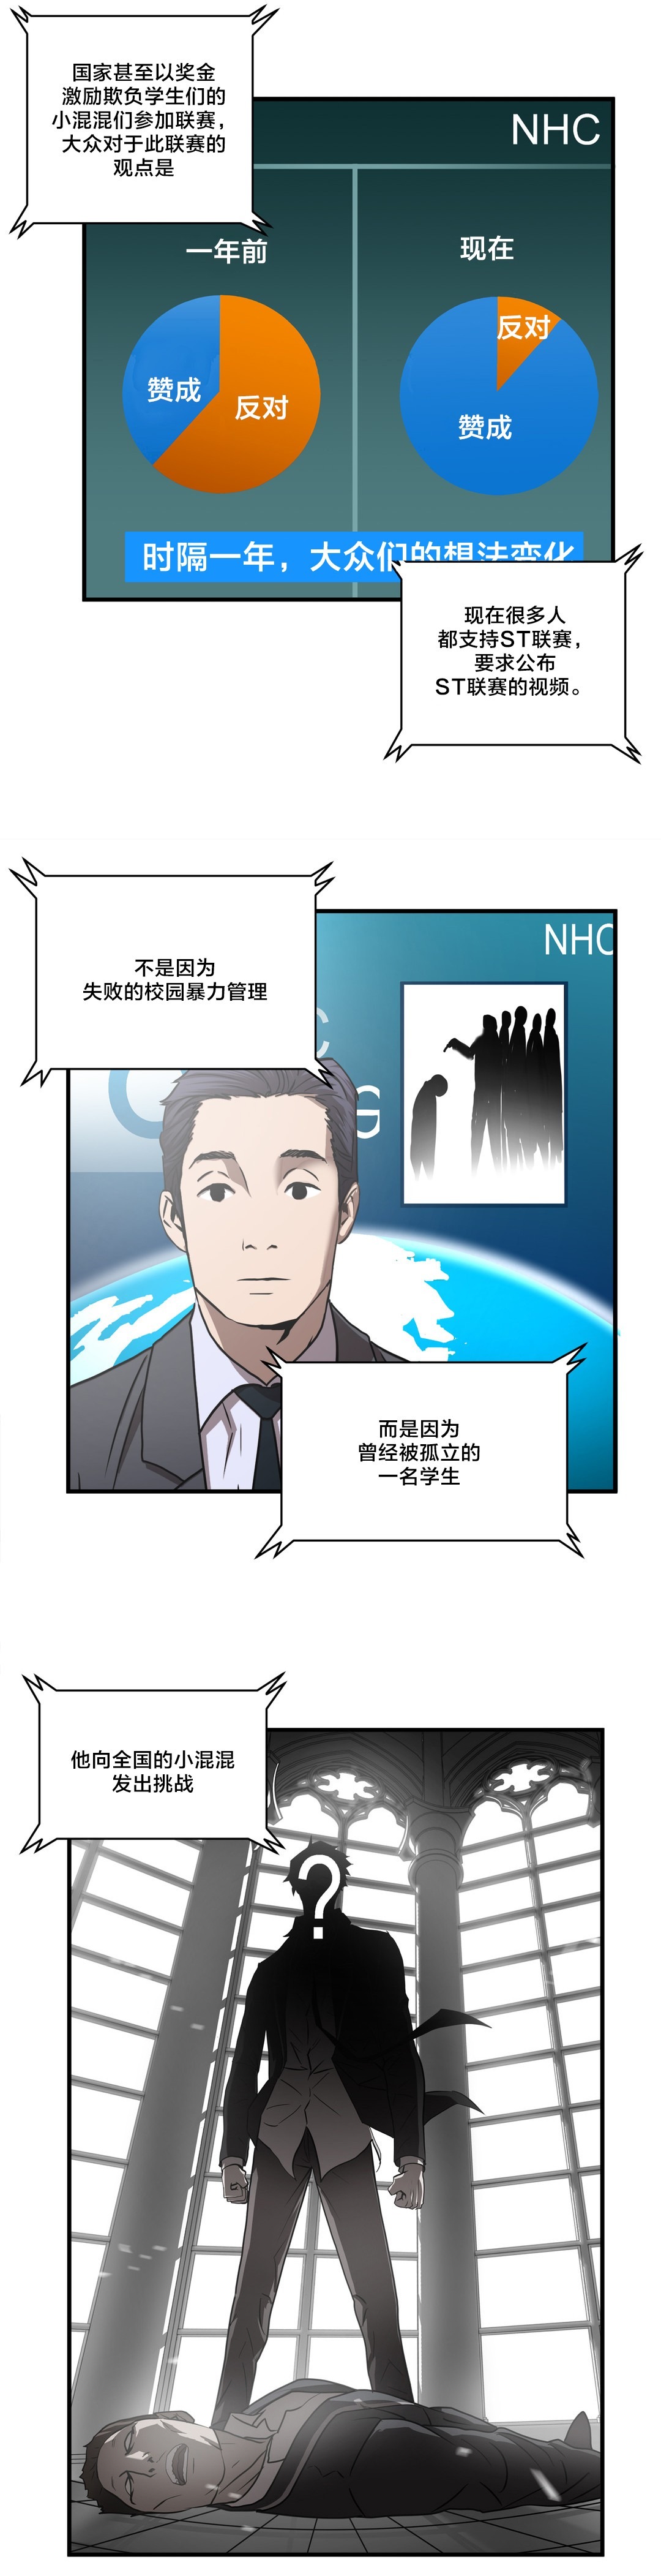 国家甚至以奖金
激励欺负学生们的
小混混们参加联赛，
大众对于此联赛的
观点是
NHC
一年前
现在
赞成
反对
反对
赞成
时隔一年，大众们的想法变化
现在很多人
都支持ST联赛，
要求公布
ST联赛的视频。
不是因为
失败的校园暴力管理
NHC
C
G
而是因为
曾经被孤立的
一名学生
他向全国的小混混
发出挑战
?